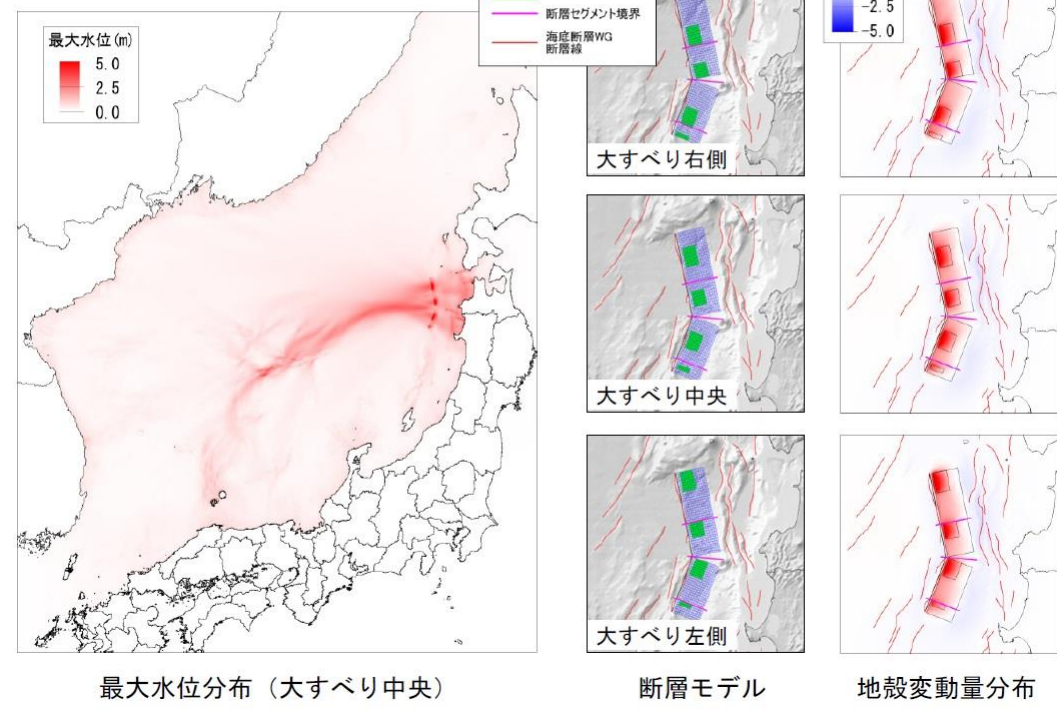 最大水位(m)
5.0
2.5
0.0
断層セグメント境界
海底断層WG
断層線
-2.5
-5.0
大すべり右側
大すべり中央
大すべり左側
最大水位分布（大すべり中央）
断層モデル
地殻変動量分布